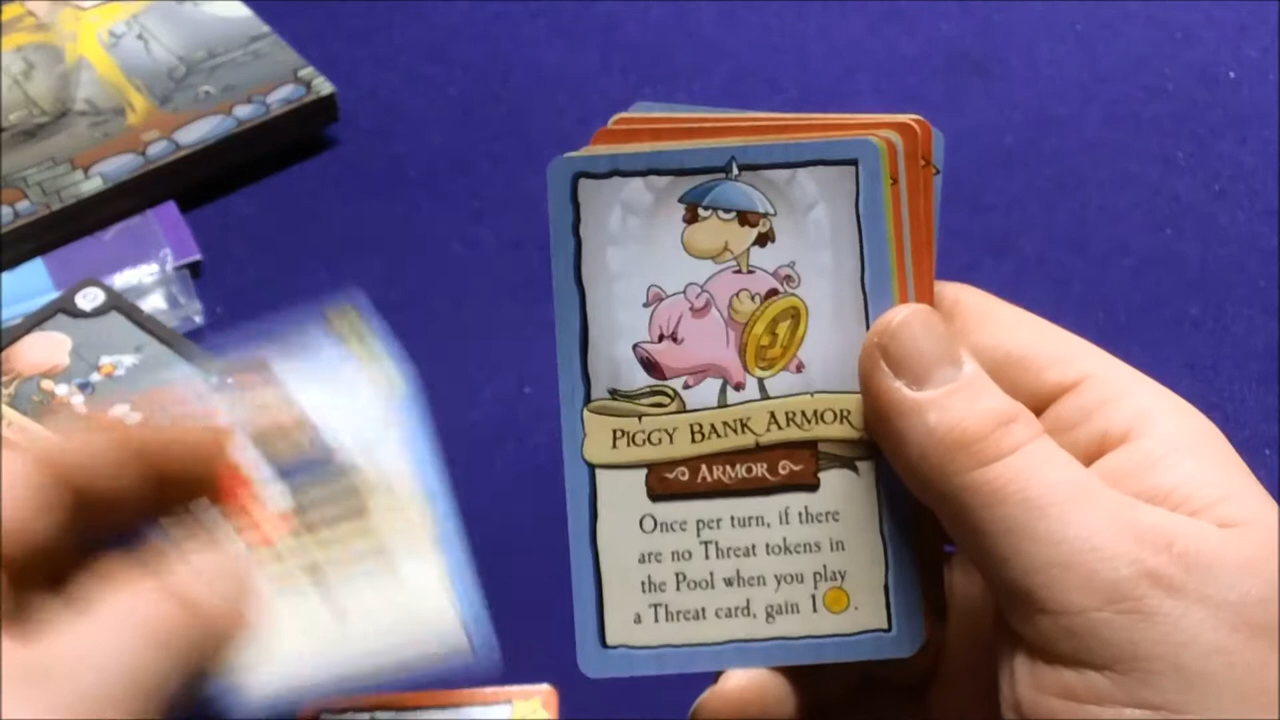 1
PIGGY BANK ARMOR
ARMOR
Once per turn, if there
are no Threat tokens in
the Pool when you play
a Threat card, gain 1 .